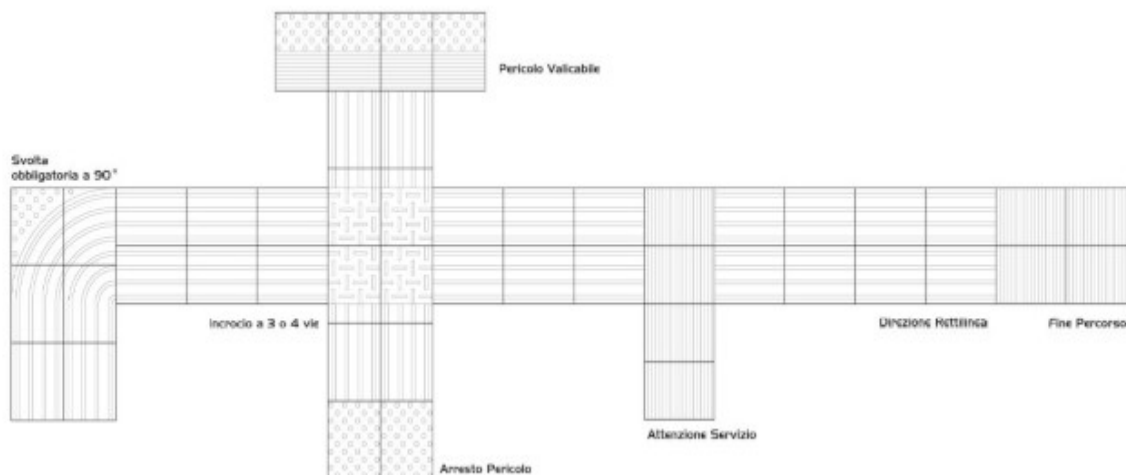 Pericolo Valicabile
Svolta
obbligatoria a 90°
Incrocio a 3 o 4 vie
Direzione Rettilinea
Fine Percorso
Attenzione Servizio
Arresto Pericolo